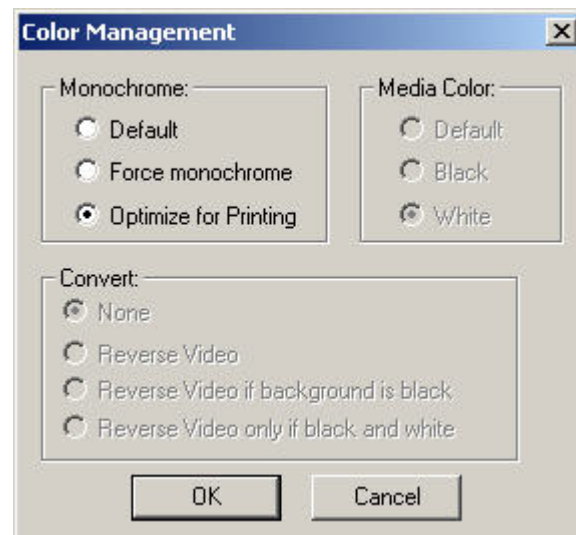 Color Management
Monochrome:
Default
Force monochrome
Optimize for Printing
Media Color:
Default
Black
White
Convert:
None
Reverse Video
Reverse Video if background is black
Reverse Video only if black and white
OK
Cancel